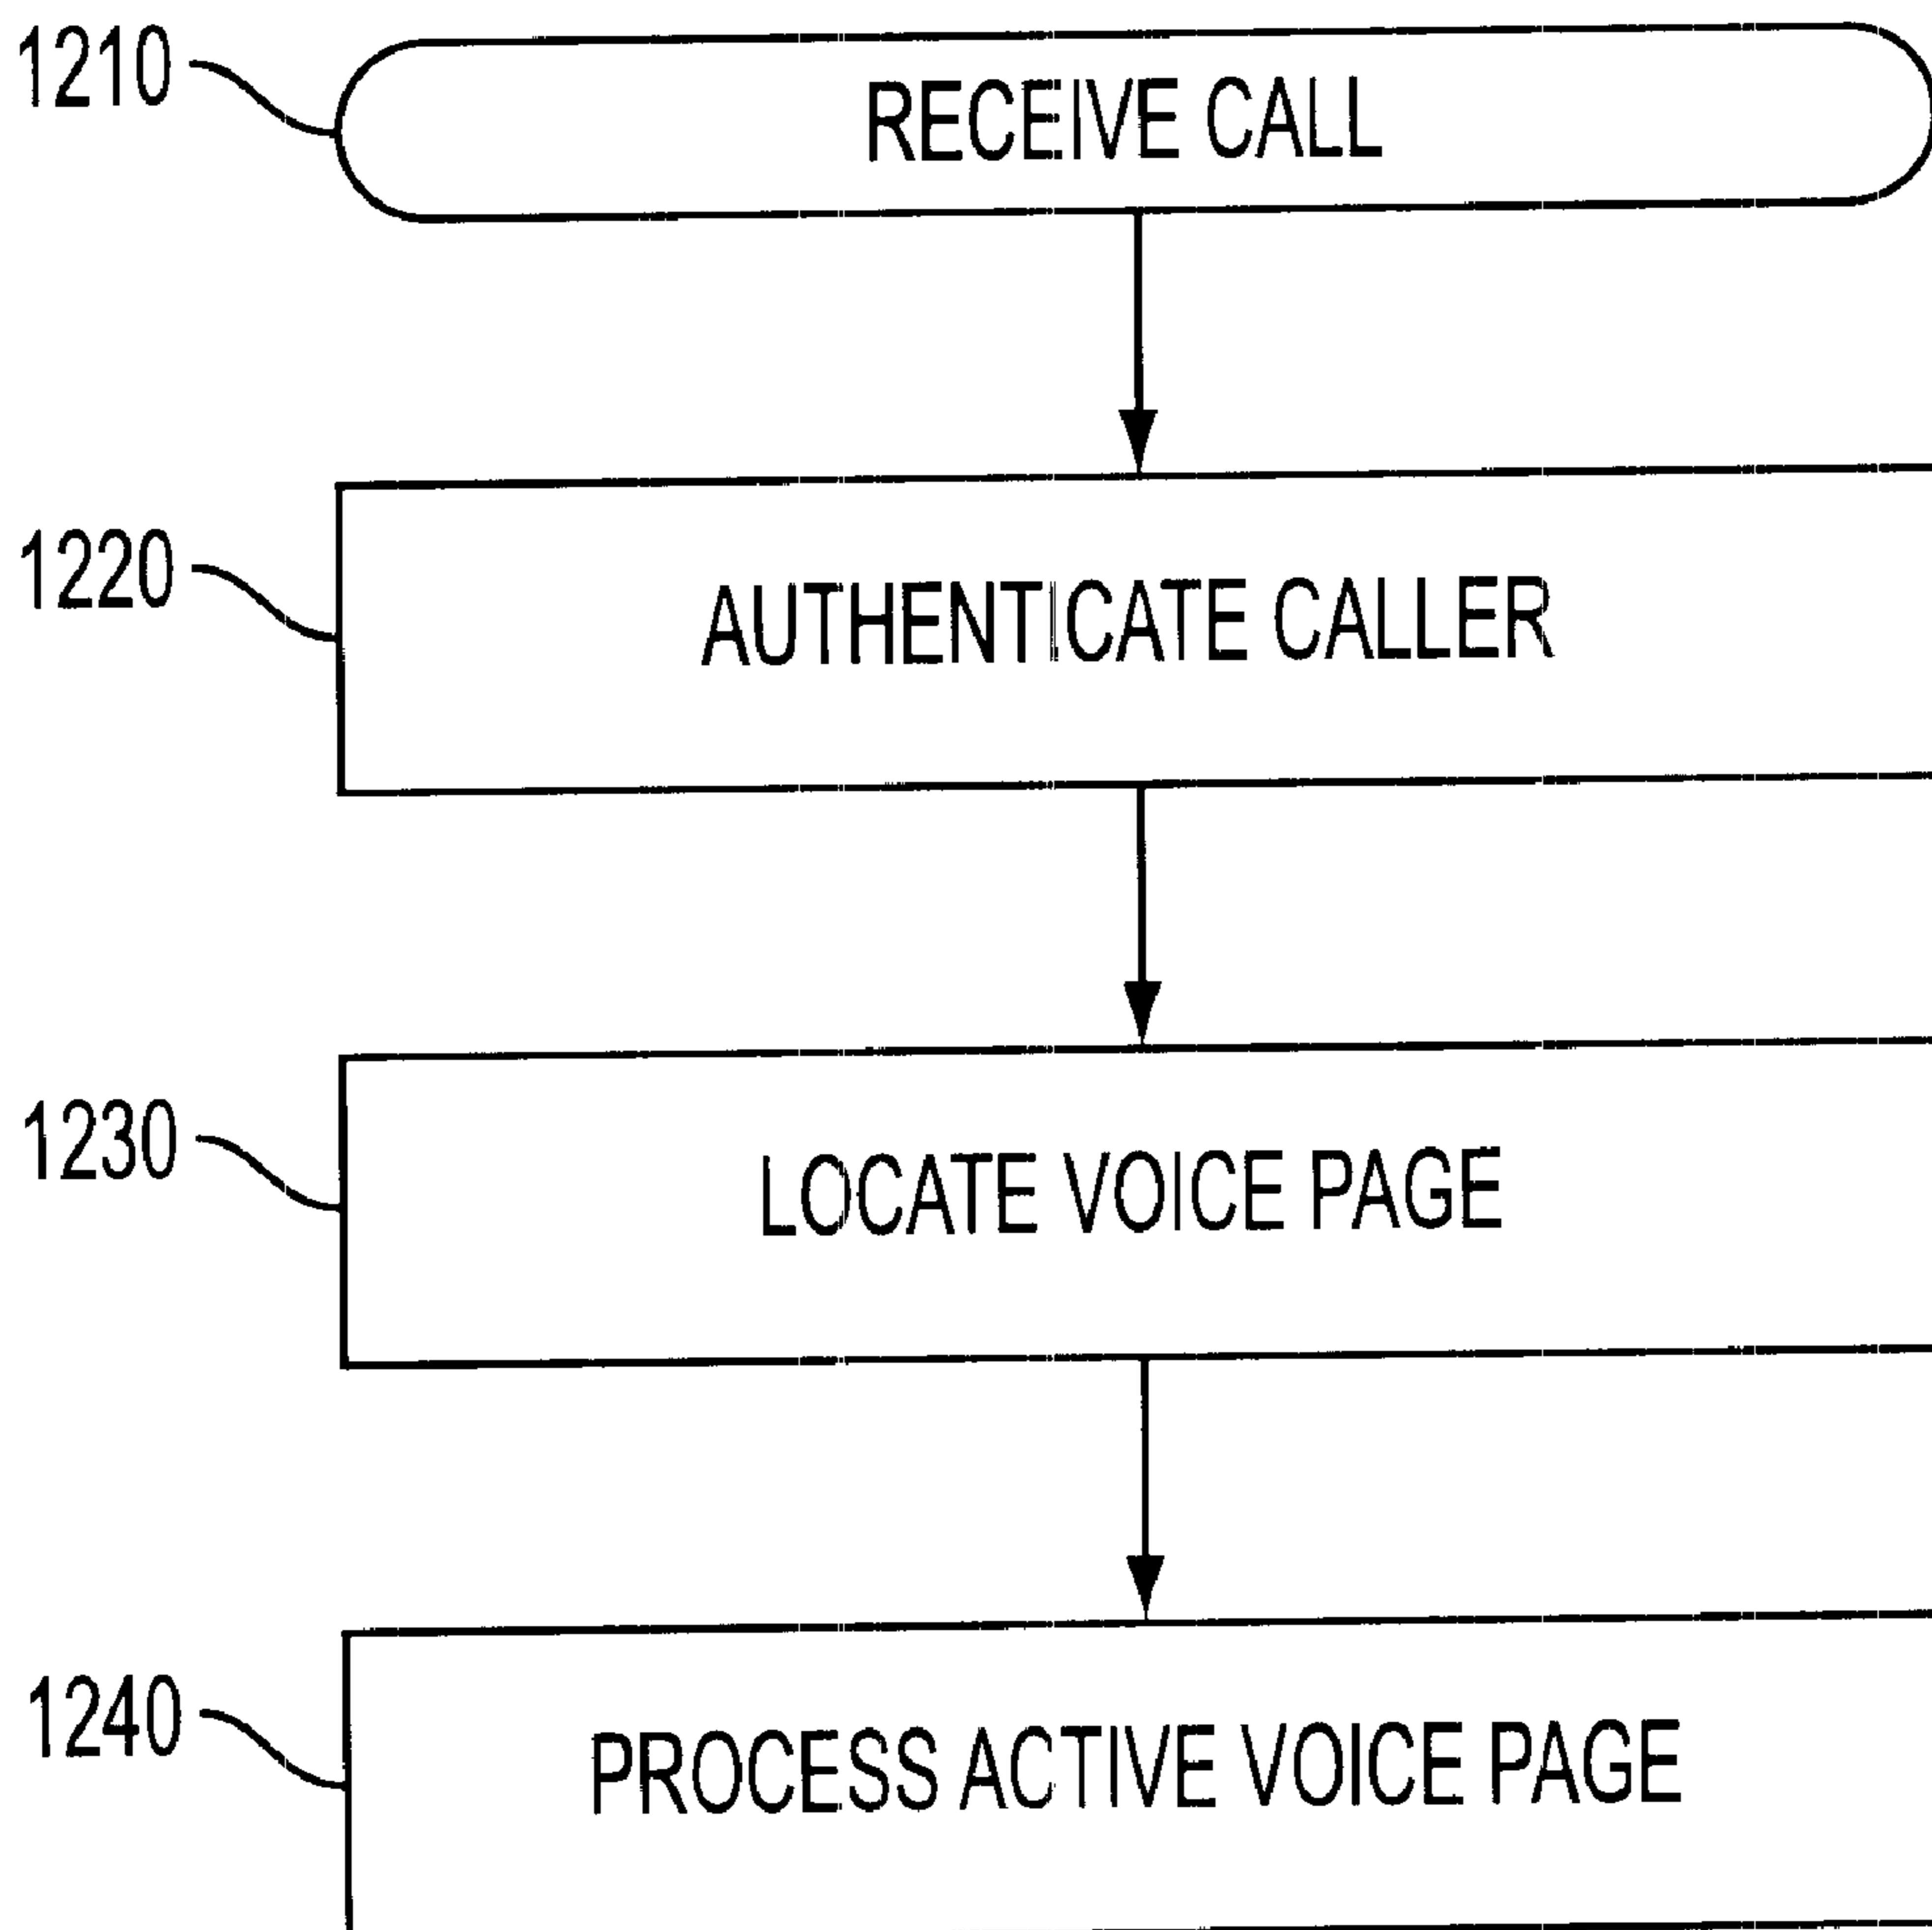 1210
RECEIVE CALL
1220
AUTHENTICATE CALLER
1230
LOCATE VOICE PAGE
1240
PROCESS ACTIVE VOICE PAGE